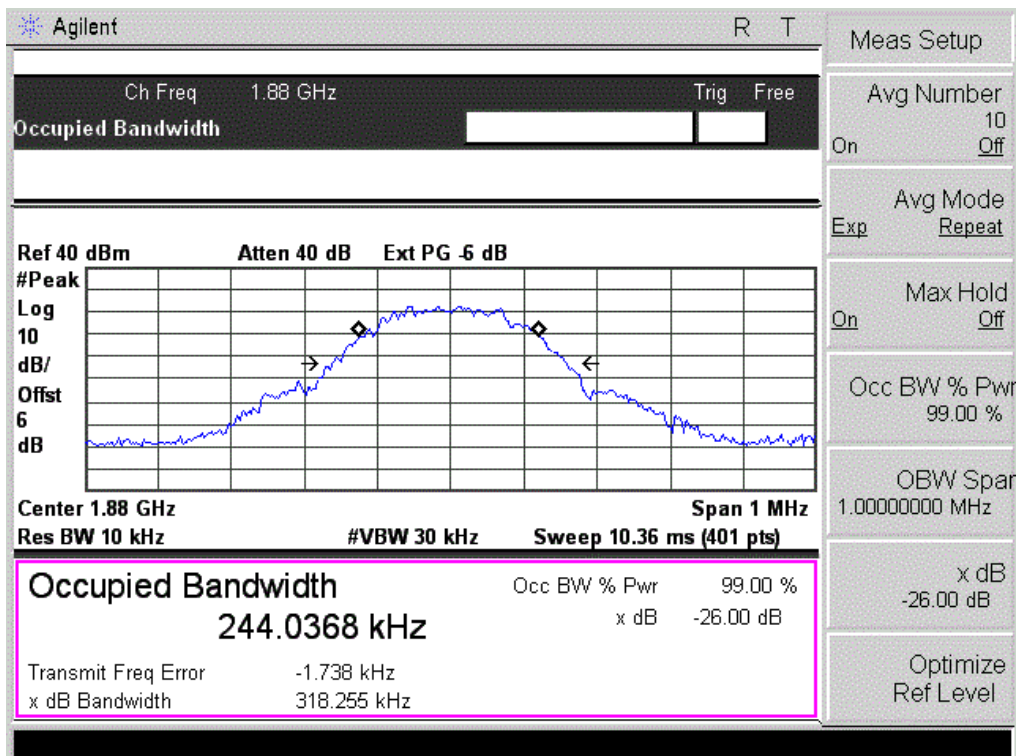 Agilent R T
Meas Setup
Ch Freq 1.88 GHz Trig Free
Occupied Bandwidth
Avg Number
10
On Off
Avg Mode
Exp Repeat
Ref 40 dBm Atten 40 dB Ext PG -6 dB
#Peak
Log
10
dB/
Offst
6
dB
Max Hold
On Off
Occ BW % Pwr
99.00 %
Center 1.88 GHz Span 1 MHz
Res BW 10 kHz #VBW 30 kHz Sweep 10.36 ms (401 pts)
OBW Span
1.00000000 MHz
Occupied Bandwidth Occ BW % Pwr 99.00 %
244.0368 kHz x dB -26.00 dB
Transmit Freq Error -1.738 kHz
x dB Bandwidth 318.255 kHz
x dB
-26.00 dB
Optimize
Ref Level